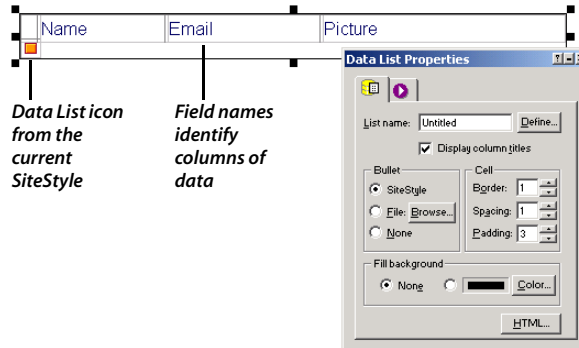 Name Email Picture
Data List icon
from the
current
SiteStyle
Field names
identify
columns of
data
Data List Properties
List name: Untitled Define...
Display column titles
Bullet
SiteStyle
File: Browse...
None
Cell
Border: 1
Spacing: 1
Padding: 3
Fill background
None Color...
HTML...